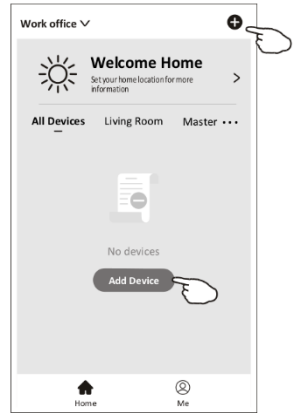 Work office
Welcome Home
Set your home location for more
information
All Devices Living Room Master
No devices
Add Device
Home Me